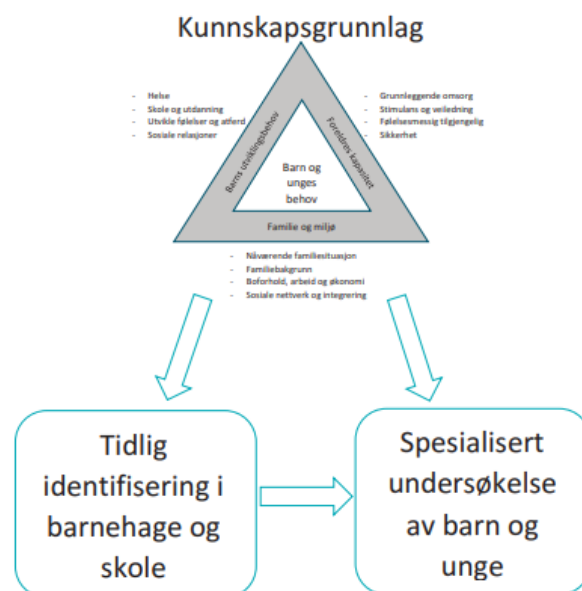 Kunnskapsgrunnlag
- Helse
- Skole og utdanning
- Utvikle følelser og atferd
- Sosiale relasjoner
- Grunnleggende omsorg
- Stimulans og veiledning
- Følelsesmessig tilgjengelig
- Sikkerhet
Barns utviklingsbehov
Foreldres kapasitet
Barn og
unges
behov
Familie og miljø
- Nåværende familiesituasjon
- Familiebakgrunn
- Boforhold, arbeid og økonomi
- Sosiale nettverk og integrering
Tidlig
identifisering i
barnehage og
skole
Spesialisert
undersøkelse
av barn og
unge